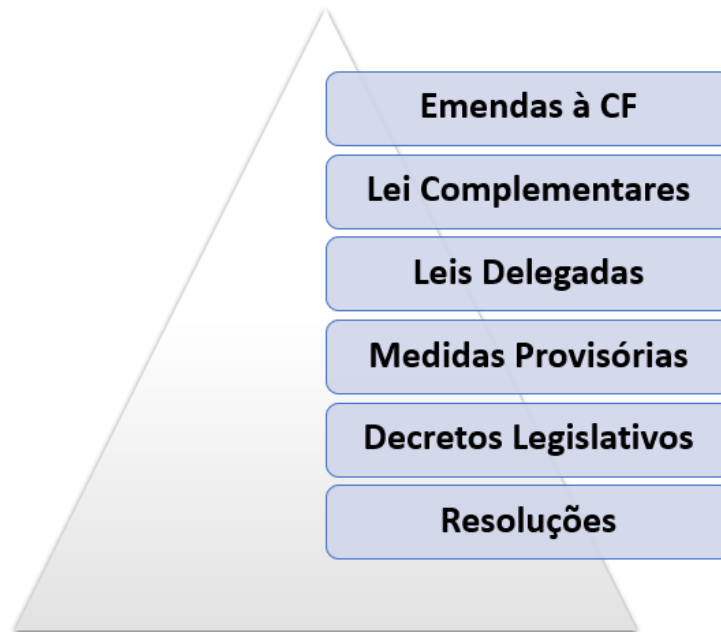 Emendas à CF
Lei Complementares
Leis Delegadas
Medidas Provisórias
Decretos Legislativos
Resoluções